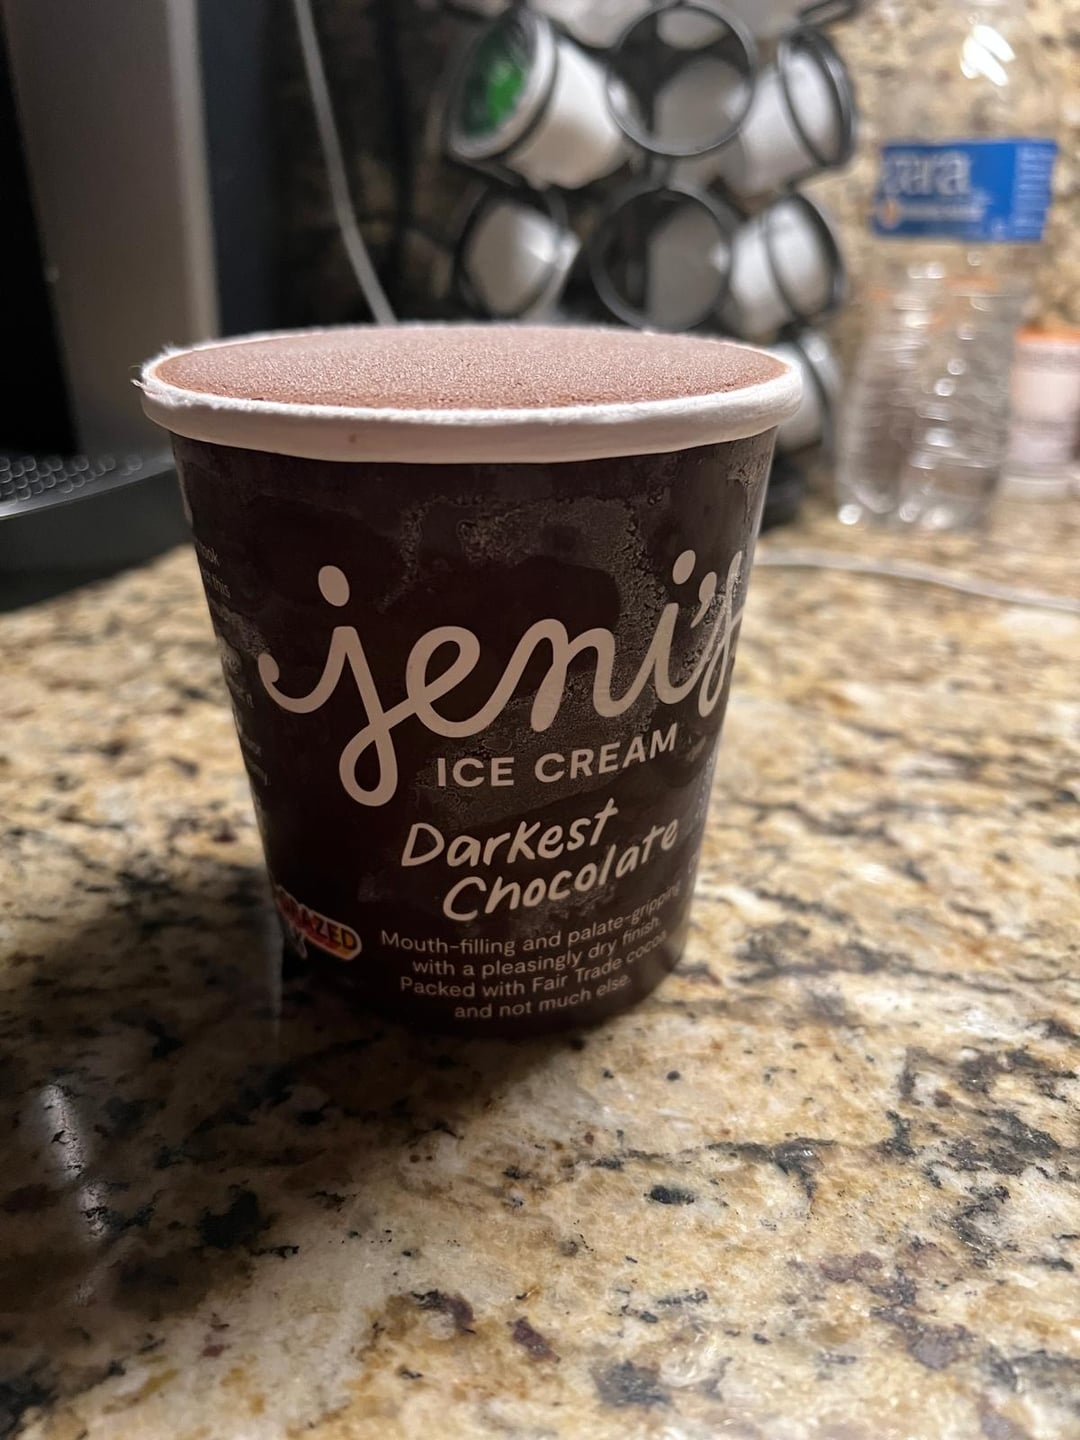 para
jeni's
ICE CREAM
Darkest
Chocolate
Mouth-filling and palate-gripping
with a pleasingly dry finish.
Packed with Fair Trade cocoa
and not much else.